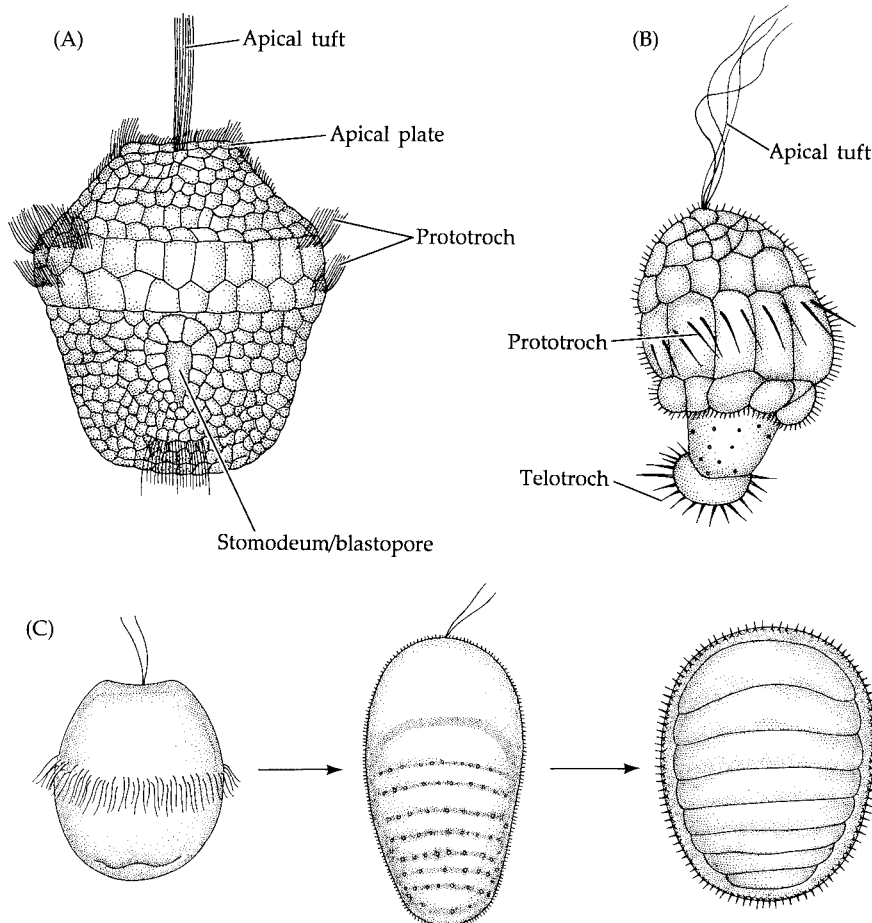 (A)
Apical tuft
Apical plate
Prototroch
Stomodeum/blastopore
(B)
Apical tuft
Prototroch
Telotroch
(C)